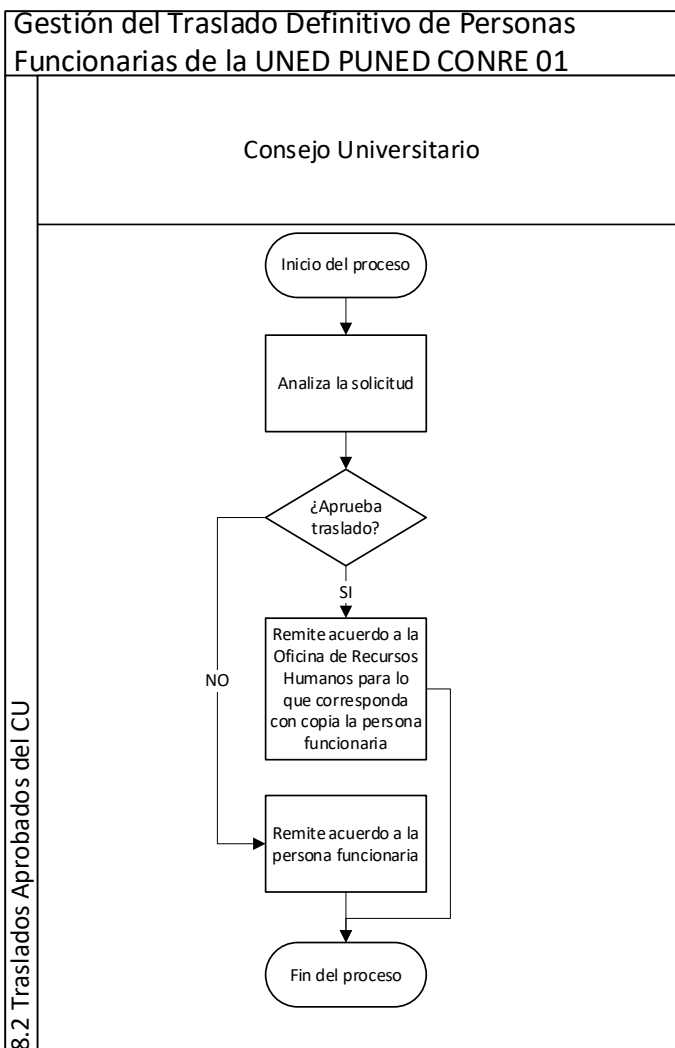 Gestión del Traslado Definitivo de Personas
Funcionarias de la UNED PUNED CONRE 01
Consejo Universitario
Inicio del proceso
Analiza la solicitud
¿Aprueba
traslado?
SI
Remite acuerdo a la
Oficina de Recursos
Humanos para lo
que corresponda
con copia la persona
funcionaria
NO
Remite acuerdo a la
persona funcionaria
Fin del proceso
8.2 Traslados Aprobados del CU